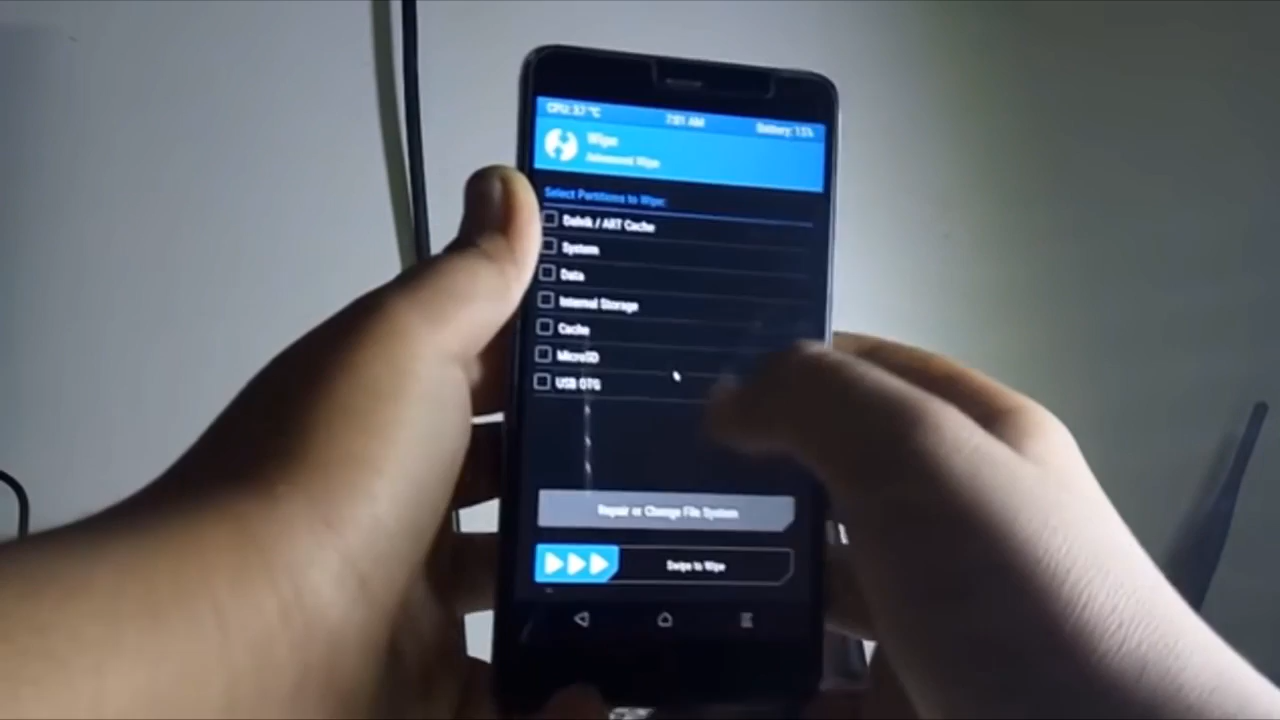 CPU: 37 °C 7:01 AM Battery: 15%
Wipe
Advanced Wipe
Select Partitions to Wipe:
Dalvik / ART Cache
System
Data
Internal Storage
Cache
MicroSD
USB OTG
Repair or Change File System
Swipe to Wipe